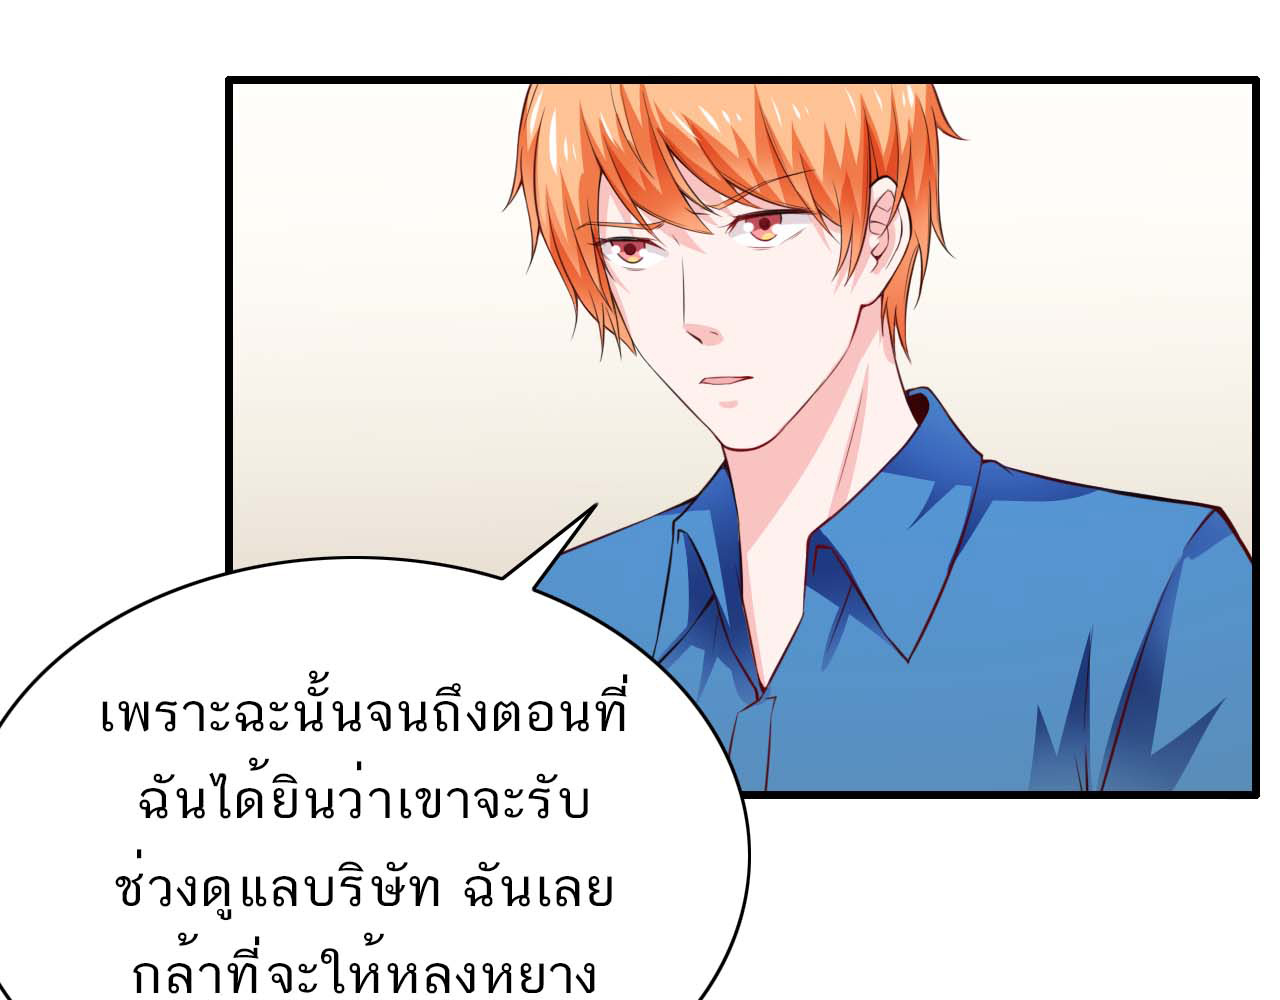 เพราะฉะนั้นจนถึงตอนที่
ฉันได้ยินว่าเขาจะรับ
ช่วงดูแลบริษัท ฉันเลย
กล้าที่จะให้หลงหยาง